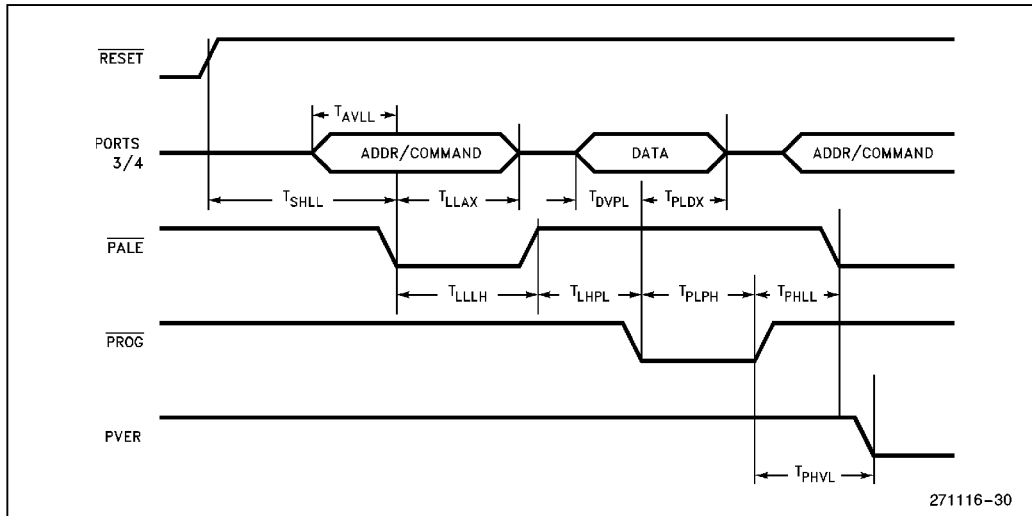 RESET
T_AVLL
PORTS 3/4
ADDR/COMMAND DATA ADDR/COMMAND
T_SHLL T_LLAX T_DVPL T_PLDX
PALE
T_LLLH T_LHPL T_PLPH T_PHLL
PROG
PVER
T_PHVL
271116-30